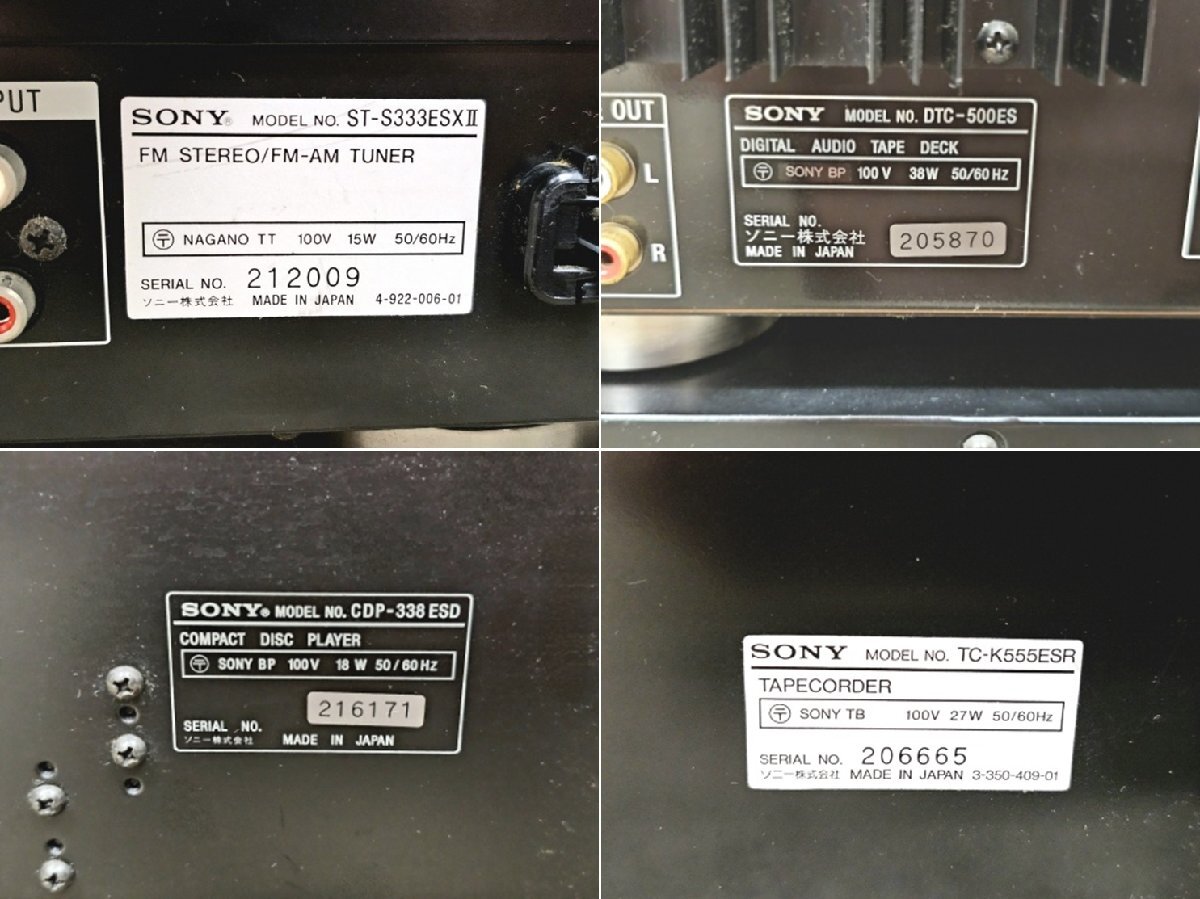 PUT
SONY® MODEL NO. ST-S333ESXⅡ
FM STEREO/FM-AM TUNER
〒 NAGANO TT 100V 15W 50/60Hz
SERIAL NO. 212009
ソニー株式会社 MADE IN JAPAN 4-922-006-01
OUT
L
R
SONY MODEL NO. DTC-500ES
DIGITAL AUDIO TAPE DECK
〒 SONY BP 100V 38W 50/60Hz
SERIAL NO.
ソニー株式会社
205870
MADE IN JAPAN
SONY® MODEL NO. CDP-338ESD
COMPACT DISC PLAYER
〒 SONY BP 100V 18W 50/60Hz
216171
SERIAL NO.
ソニー株式会社 MADE IN JAPAN
SONY MODEL NO. TC-K555ESR
TAPECORDER
〒 SONY TB 100V 27W 50/60Hz
SERIAL NO. 206665
ソニー株式会社 MADE IN JAPAN 3-350-409-01